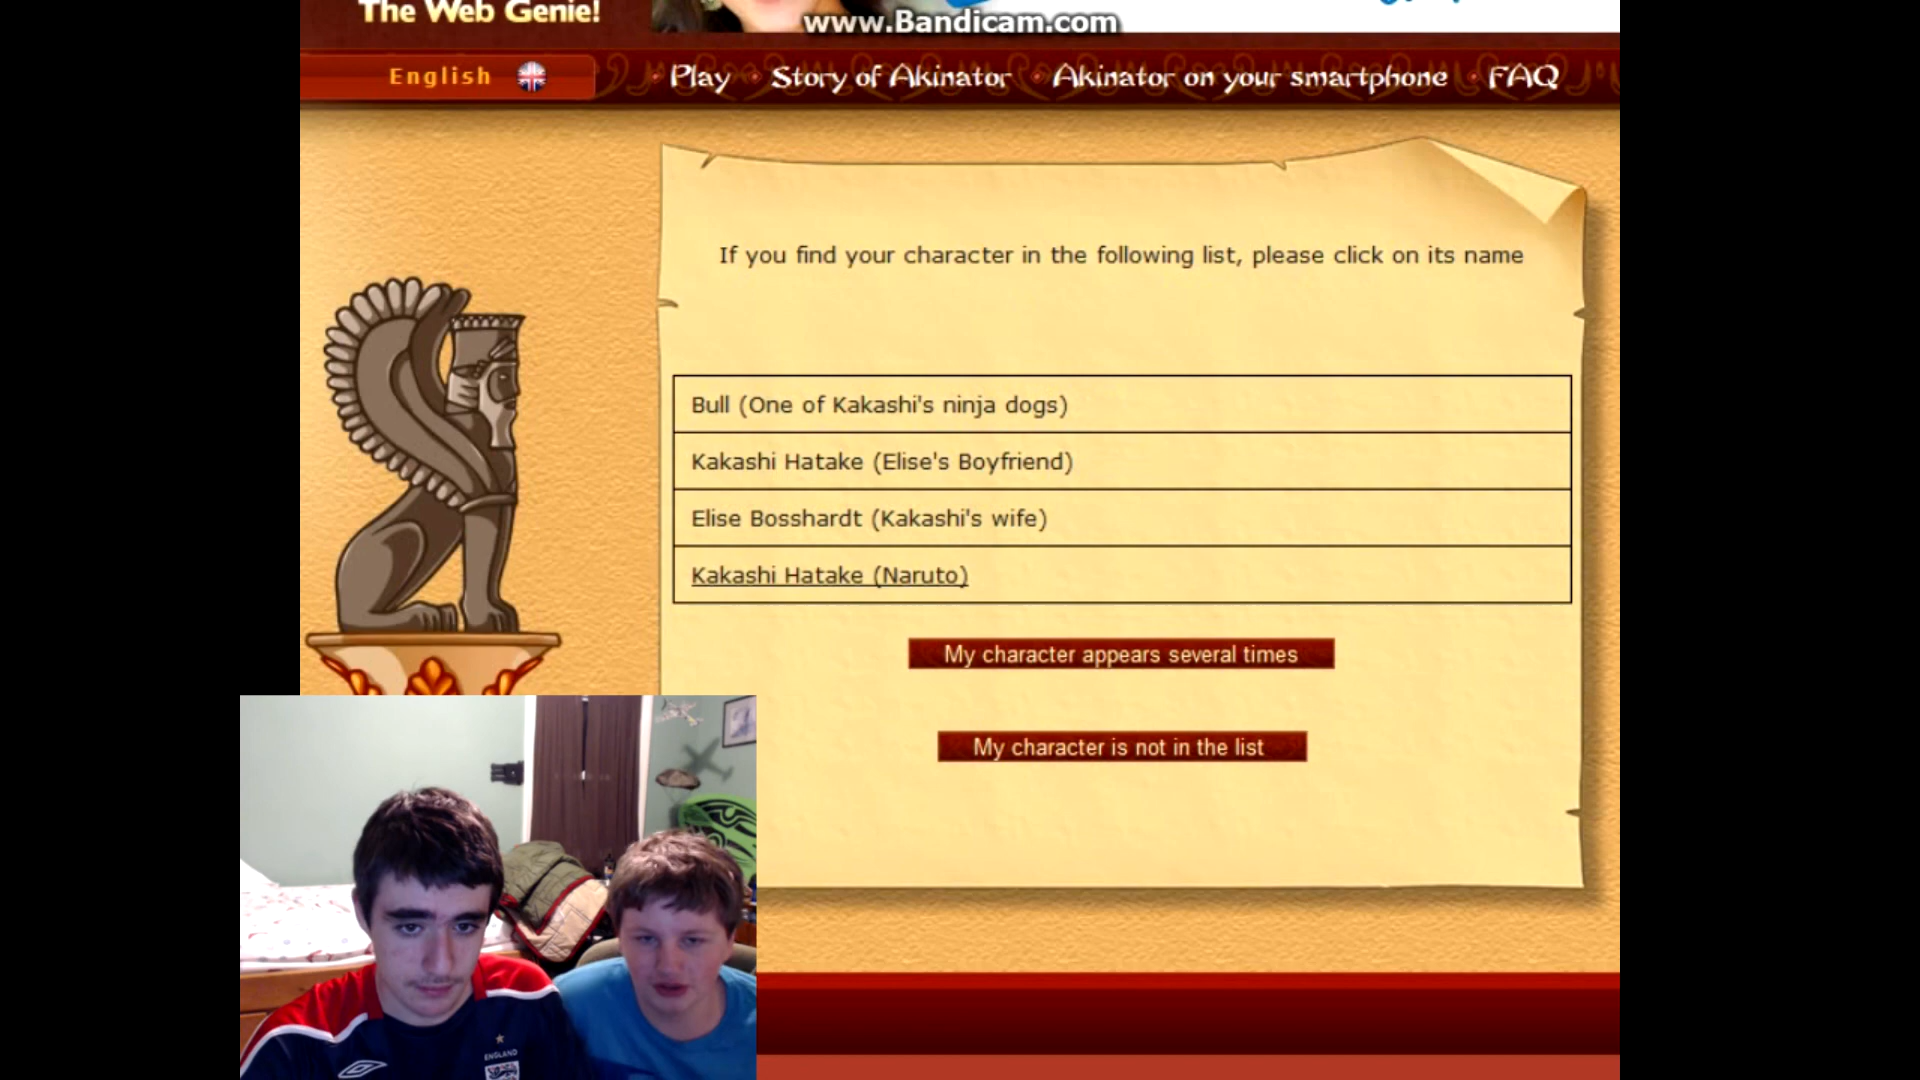 The Web Genie!
www.Bandicam.com
English
Play
Story of Akinator
Akinator on your smartphone
FAQ
If you find your character in the following list, please click on its name
Bull (One of Kakashi's ninja dogs)
Kakashi Hatake (Elise's Boyfriend)
Elise Bosshardt (Kakashi's wife)
Kakashi Hatake (Naruto)
My character appears several times
My character is not in the list
ENGLAND